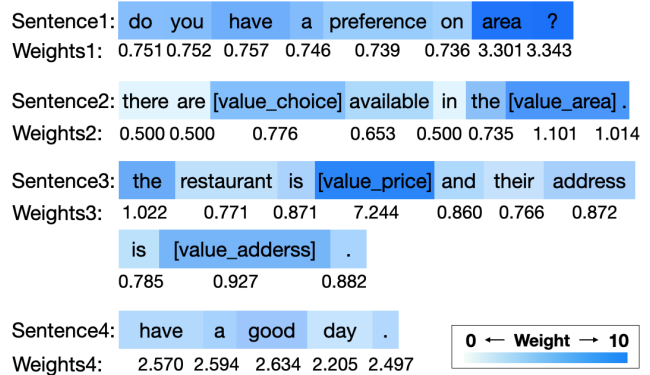 Sentence1: do you have a preference on area ?
Weights1: 0.751 0.752 0.757 0.746 0.739 0.736 3.301 3.343
Sentence2: there are [value_choice] available in the [value_area] .
Weights2: 0.500 0.500 0.776 0.653 0.500 0.735 1.101 1.014
Sentence3: the restaurant is [value_price] and their address
Weights3: 1.022 0.771 0.871 7.244 0.860 0.766 0.872
is [value_adderss] .
0.785 0.927 0.882
Sentence4: have a good day .
Weights4: 2.570 2.594 2.634 2.205 2.497
0 ← Weight → 10